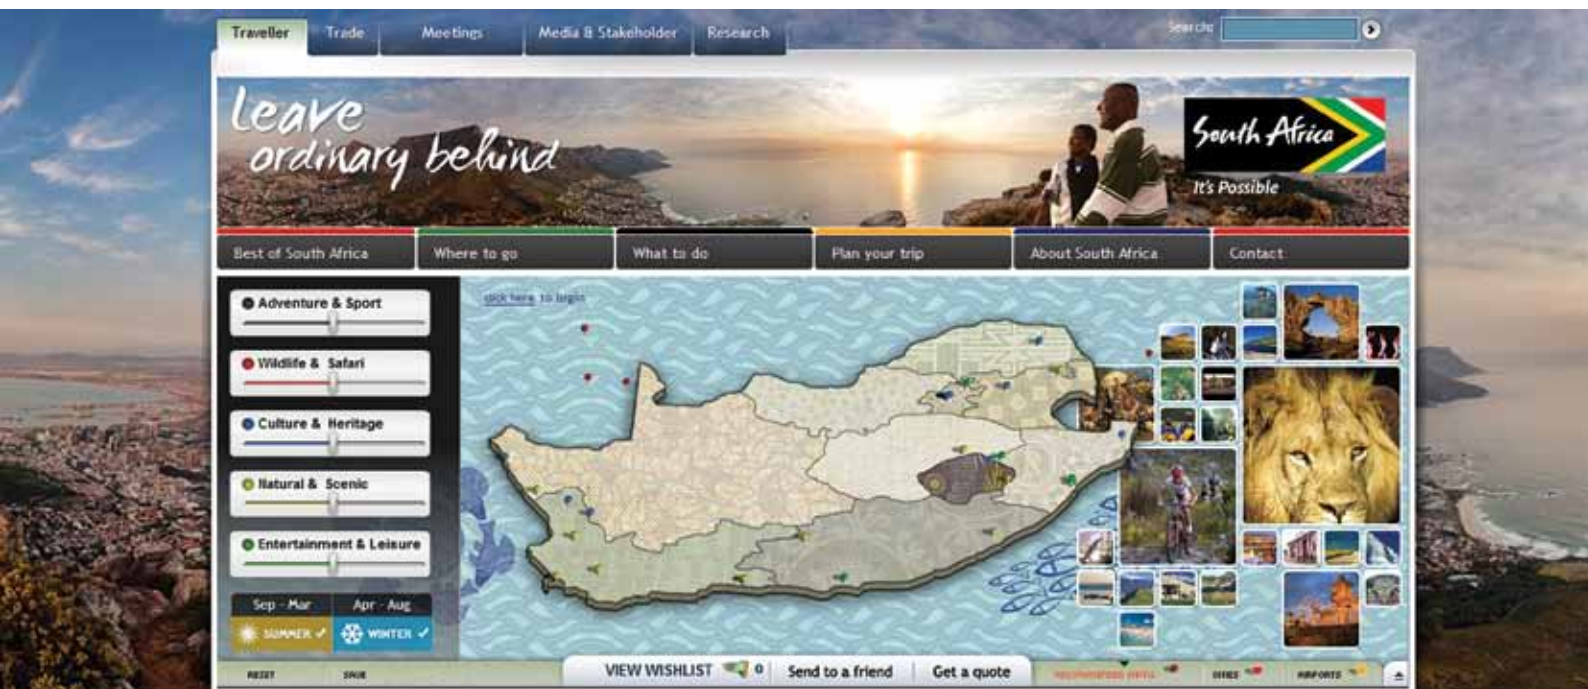 Traveller
Trade
Meetings
Media & Stakeholder
Research
Search:
Leave
ordinary behind
South Africa
It's Possible
Best of South Africa
Where to go
What to do
Plan your trip
About South Africa
Contact
click here to login
Adventure & Sport
Wildlife & Safari
Culture & Heritage
Natural & Scenic
Entertainment & Leisure
Sep - Mar
Apr - Aug
SUMMER
WINTER
RESET
SAVE
VIEW WISHLIST
0
Send to a friend
Get a quote
CITIES
AIRPORTS